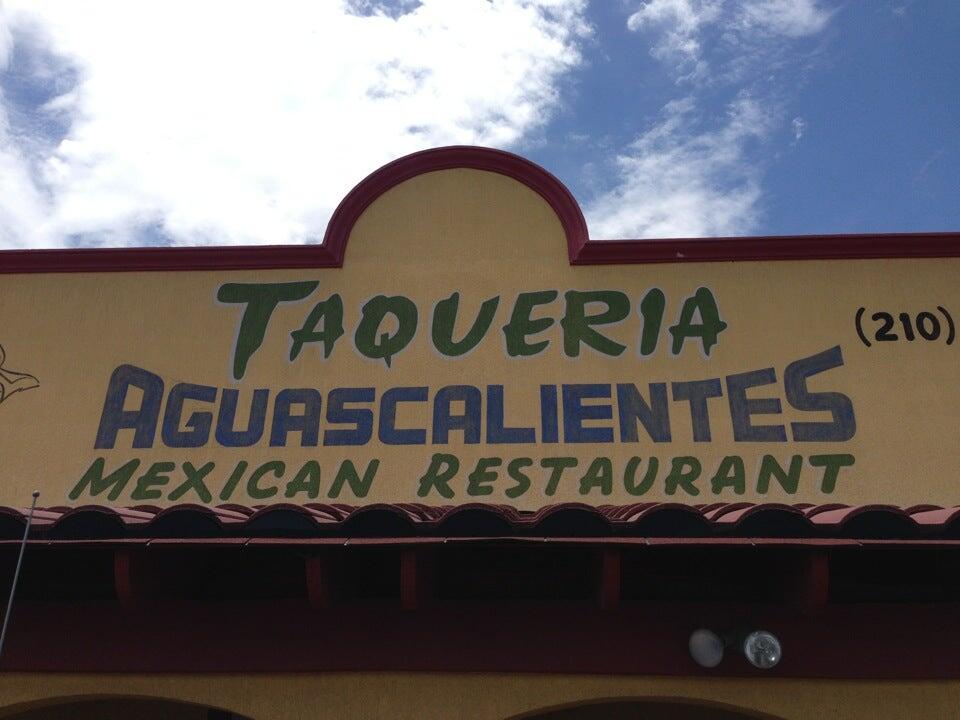 TAQUERIA
(210)
AGUASCALIENTES
MEXICAN RESTAURANT